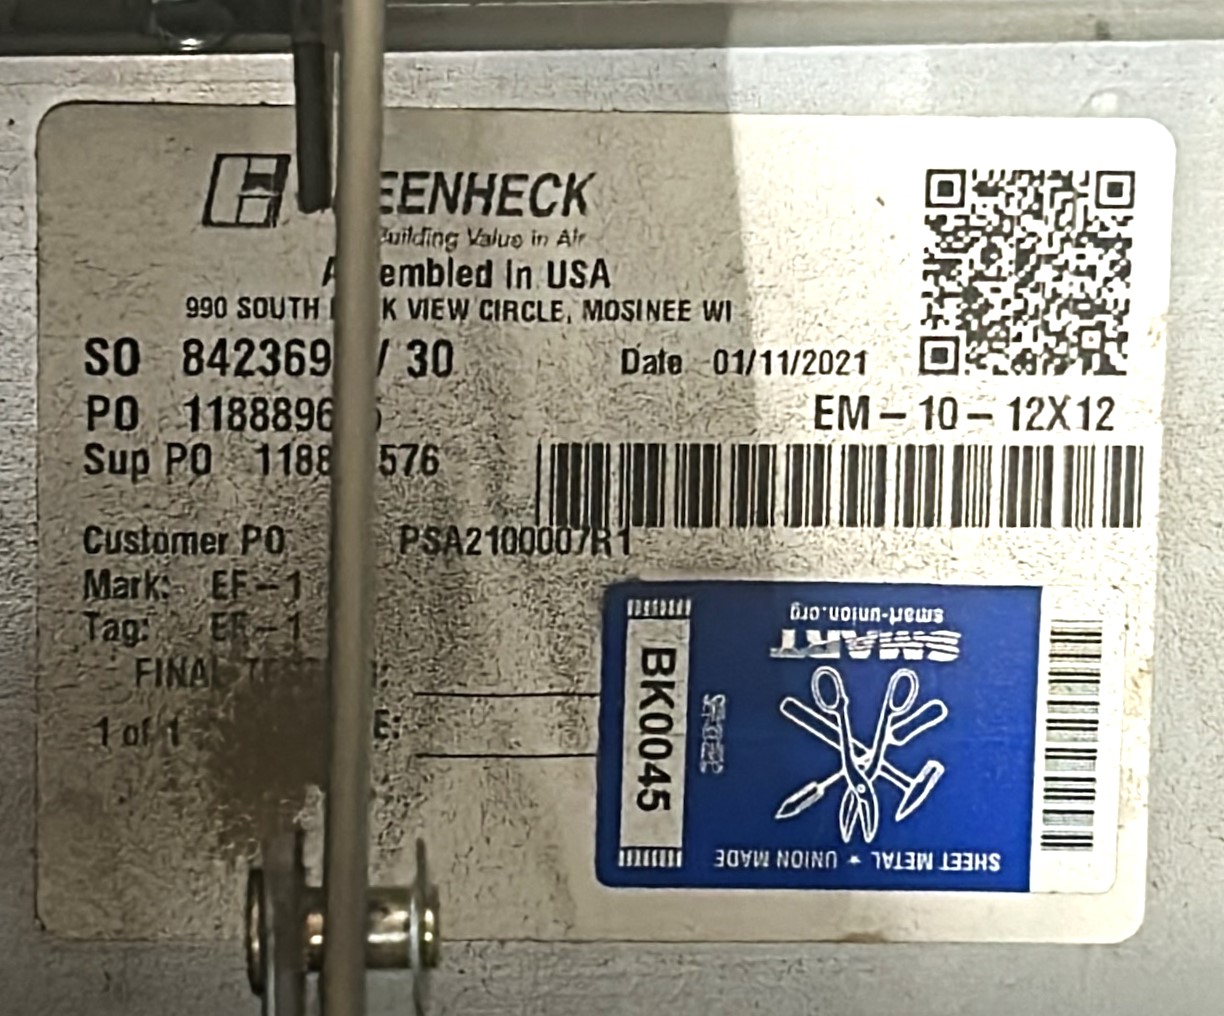 EENHECK
Building Value in Air
embled in USA
990 SOUTH K VIEW CIRCLE, MOSINEE WI
SO 842369 / 30 Date 01/11/2021
PO 1188896 EM - 10 - 12X12
Sup PO 118 576
Customer PO PSA2100007R1
Mark: EF-1
Tag: EF-1
FINAL
1 of 1 E:
smart-union.org
SMART
BK0045
SHEET METAL ★ UNION MADE